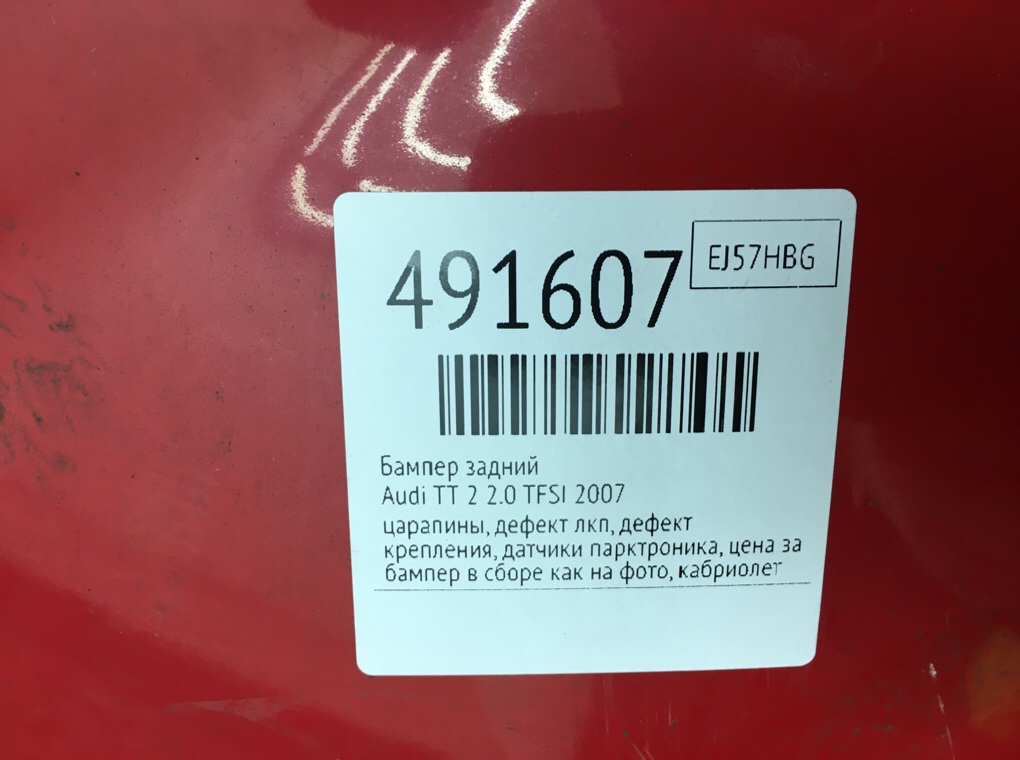 491607
EJ57HBG
Бампер задний
Audi TT 2 2.0 TFSI 2007
царапины, дефект лкп, дефект
крепления, датчики парктроника, цена за
бампер в сборе как на фото, кабриолет